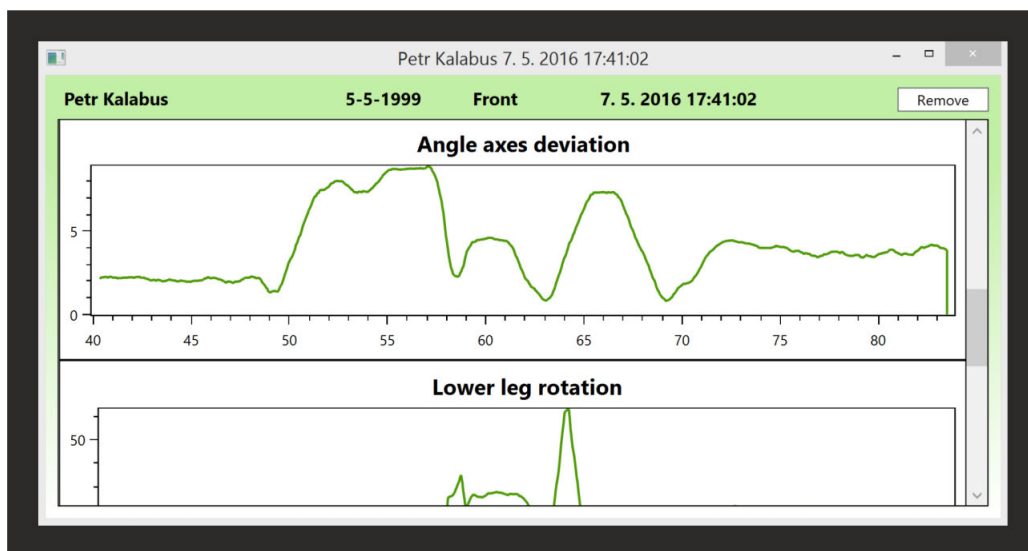 Petr Kalabus 7. 5. 2016 17:41:02
Petr Kalabus 5-5-1999 Front 7. 5. 2016 17:41:02 Remove
Angle axes deviation
5
0
40 45 50 55 60 65 70 75 80
Lower leg rotation
50